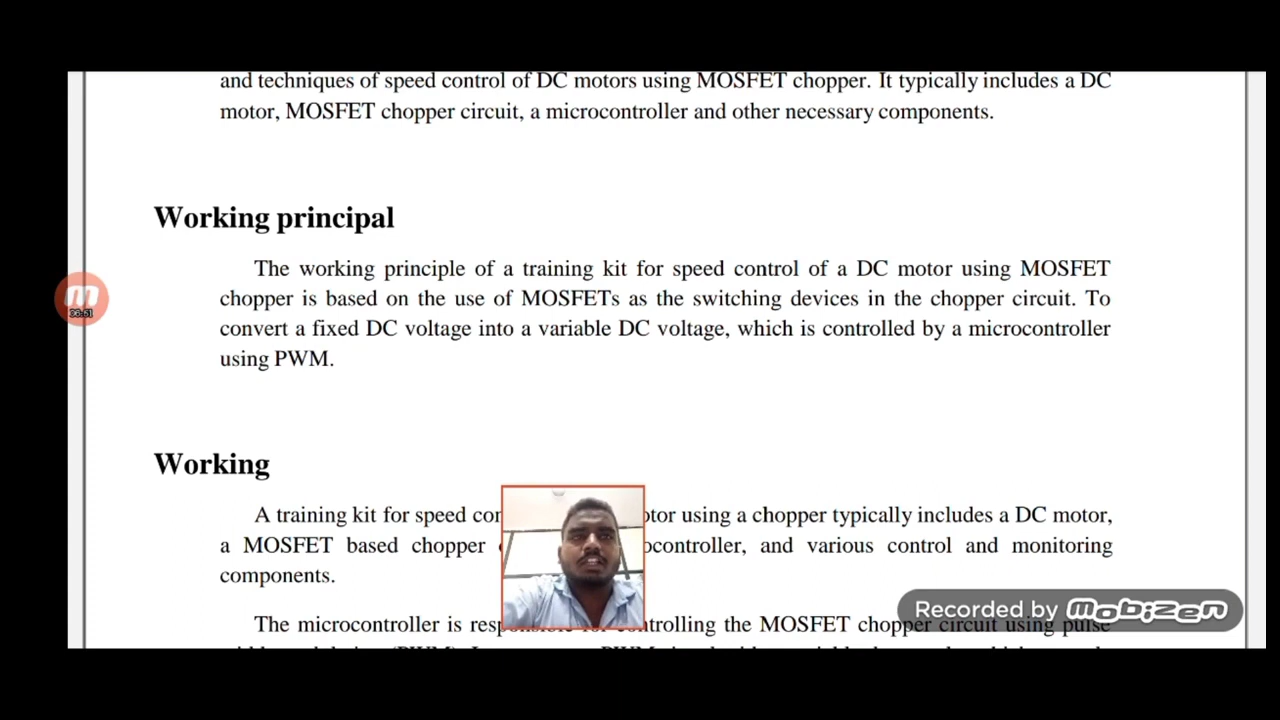 and techniques of speed control of DC motors using MOSFET chopper. It typically includes a DC
motor, MOSFET chopper circuit, a microcontroller and other necessary components.
Working principal
The working principle of a training kit for speed control of a DC motor using MOSFET
chopper is based on the use of MOSFETs as the switching devices in the chopper circuit. To
convert a fixed DC voltage into a variable DC voltage, which is controlled by a microcontroller
using PWM.
06:51
Working
A training kit for speed using a chopper typically includes a DC motor,
a MOSFET based chopper and various control and monitoring
components.
The microcontroller is responsible for controlling the MOSFET chopper circuit using pulse
Recorded by mobizen